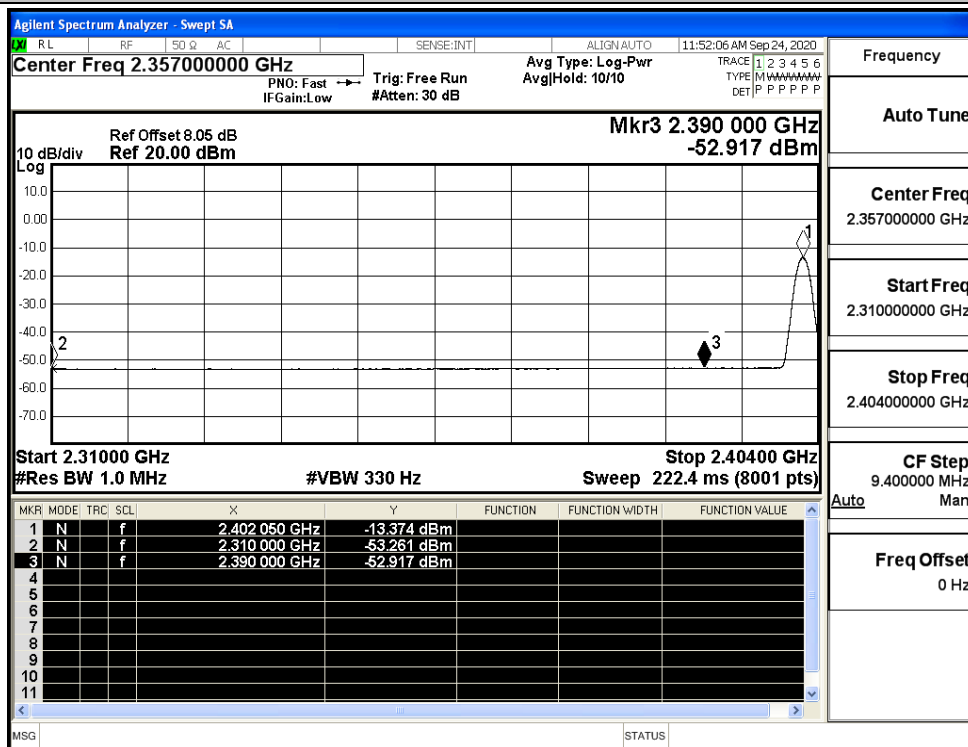 Agilent Spectrum Analyzer - Swept SA
LXI RL RF 50 Ω AC SENSE:INT ALIGN AUTO 11:52:06 AM Sep 24, 2020
Center Freq 2.357000000 GHz
PNO: Fast
IFGain:Low
Trig: Free Run
#Atten: 30 dB
Avg Type: Log-Pwr
Avg|Hold: 10/10
TRACE 1 2 3 4 5 6
TYPE M W W W W W
DET P P P P P P
Ref Offset 8.05 dB
Ref 20.00 dBm
10 dB/div
Log
Mkr3 2.390 000 GHz
-52.917 dBm
10.0
0.00
-10.0
-20.0
-30.0
-40.0
-50.0
-60.0
-70.0
1
2
3
Start 2.31000 GHz Stop 2.40400 GHz
#Res BW 1.0 MHz #VBW 330 Hz Sweep 222.4 ms (8001 pts)
MKR MODE TRC SCL X Y FUNCTION FUNCTION WIDTH FUNCTION VALUE
1 N f 2.402 050 GHz -13.374 dBm
2 N f 2.310 000 GHz -53.261 dBm
3 N f 2.390 000 GHz -52.917 dBm
4
5
6
7
8
9
10
11
MSG STATUS
Frequency
Auto Tune
Center Freq
2.357000000 GHz
Start Freq
2.310000000 GHz
Stop Freq
2.404000000 GHz
CF Step
9.400000 MHz
Auto Man
Freq Offset
0 Hz